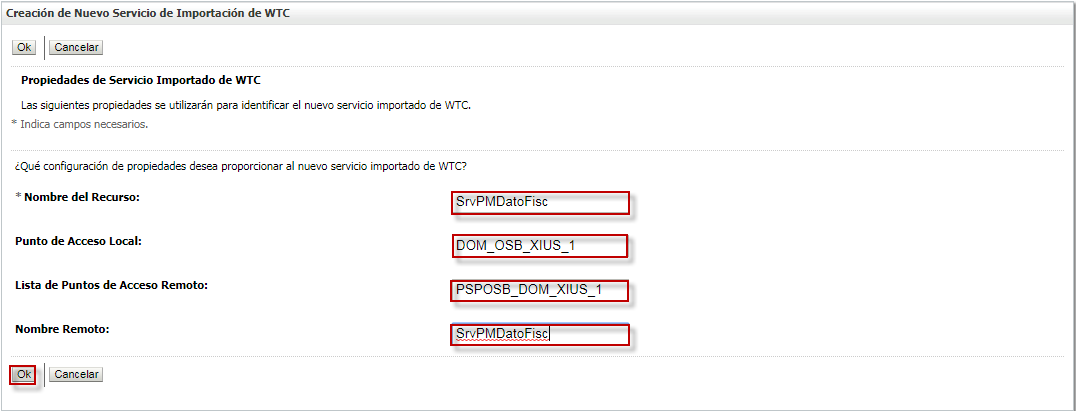 Creación de Nuevo Servicio de Importación de WTC
Ok Cancelar
Propiedades de Servicio Importado de WTC
Las siguientes propiedades se utilizarán para identificar el nuevo servicio importado de WTC.
* Indica campos necesarios.
¿Qué configuración de propiedades desea proporcionar al nuevo servicio importado de WTC?
* Nombre del Recurso: SrvPMDatoFisc
Punto de Acceso Local: DOM_OSB_XIUS_1
Lista de Puntos de Acceso Remoto: PSPOSB_DOM_XIUS_1
Nombre Remoto: SrvPMDatoFisc
Ok Cancelar